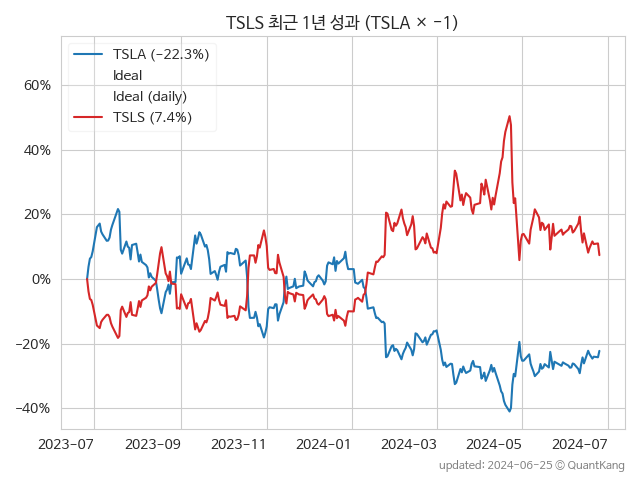 TSLS 최근 1년 성과 (TSLA × −1)
TSLA (−22.3%)
Ideal
Ideal (daily)
TSLS (7.4%)
60%
40%
20%
0%
−20%
−40%
2023-07 2023-09 2023-11 2024-01 2024-03 2024-05 2024-07
updated: 2024-06-25 © QuantKang